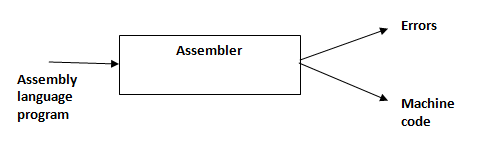 Errors
Assembler
Assembly
language
program
Machine
code